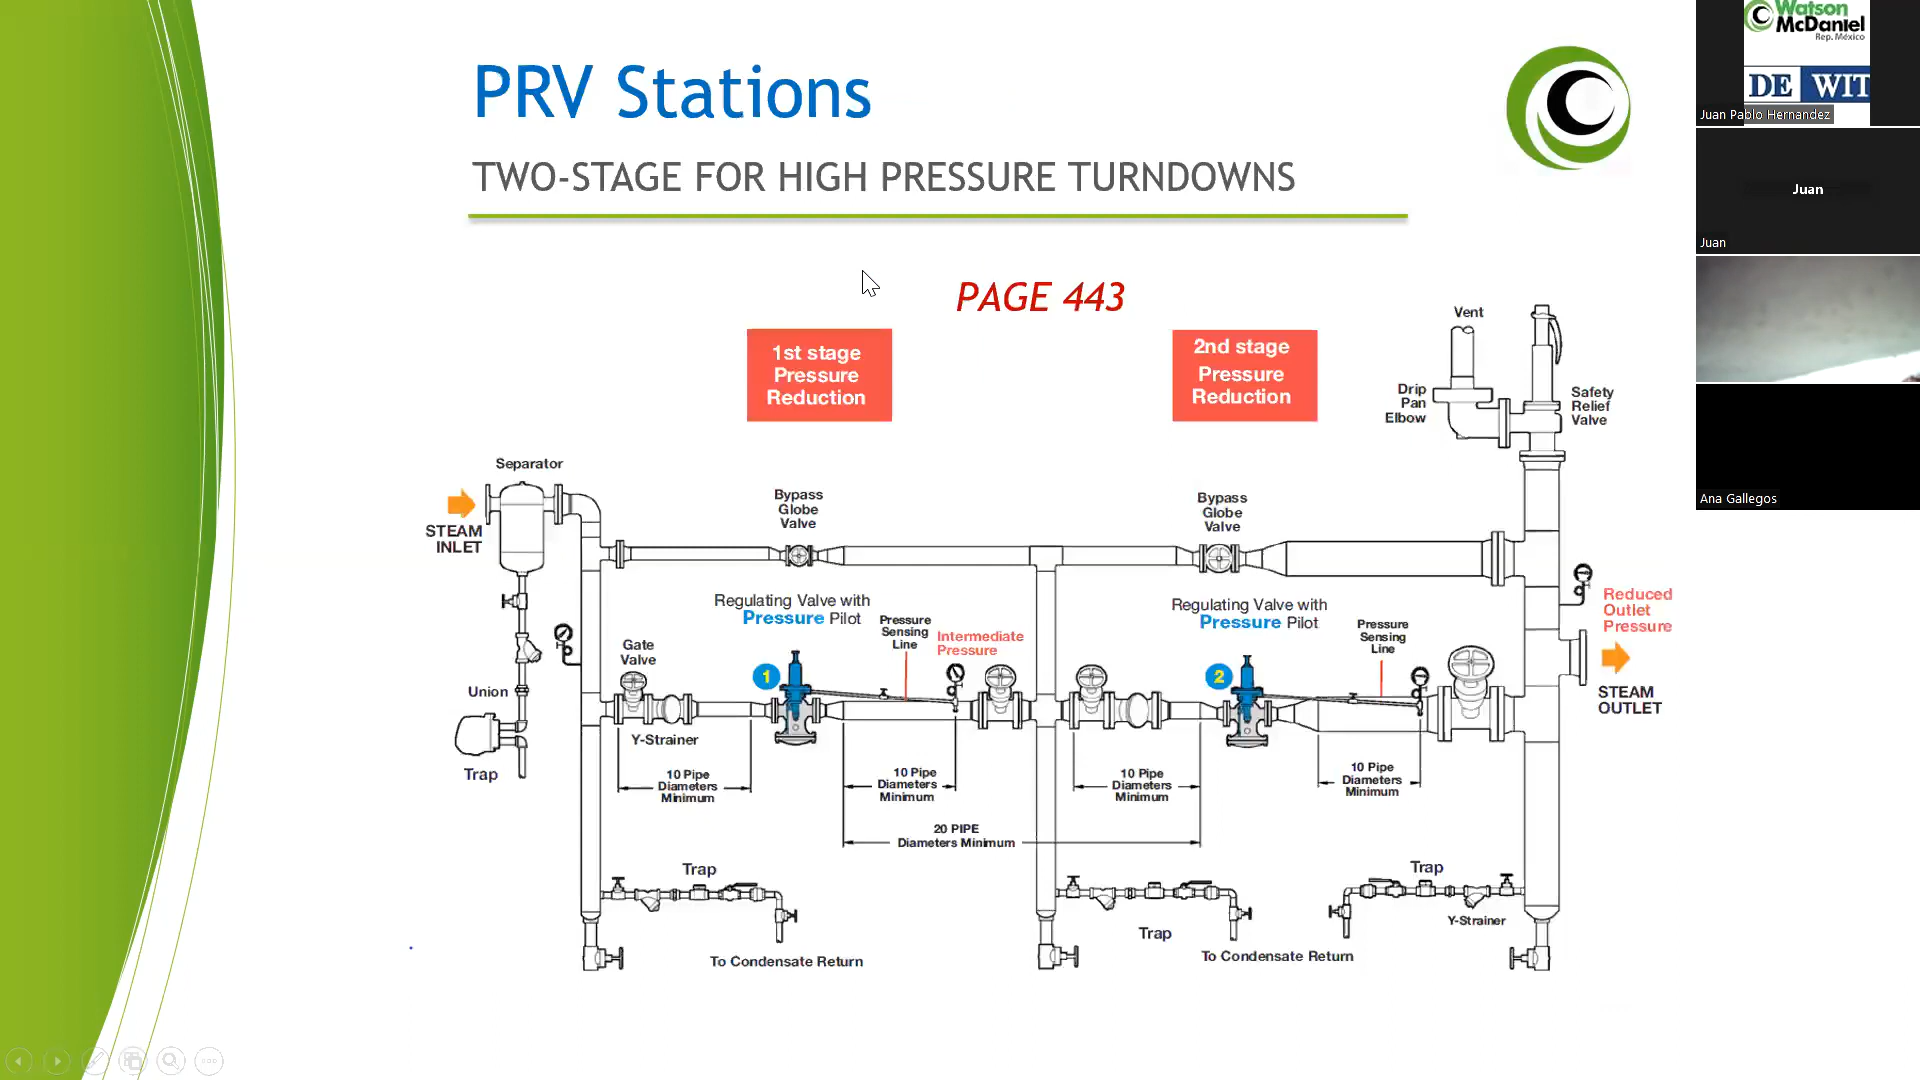 PRV Stations
TWO-STAGE FOR HIGH PRESSURE TURNDOWNS
PAGE 443
1st stage
Pressure
Reduction
2nd stage
Pressure
Reduction
Vent
Drip
Pan
Elbow
Safety
Relief
Valve
Separator
STEAM
INLET
Bypass
Globe
Valve
Bypass
Globe
Valve
Regulating Valve with
Pressure Pilot
Pressure
Sensing
Line
Intermediate
Pressure
Regulating Valve with
Pressure Pilot
Pressure
Sensing
Line
Reduced
Outlet
Pressure
STEAM
OUTLET
Gate
Valve
1
2
Union
Trap
Y-Strainer
10 Pipe
Diameters
Minimum
10 Pipe
Diameters
Minimum
10 Pipe
Diameters
Minimum
10 Pipe
Diameters
Minimum
20 PIPE
Diameters Minimum
Trap
To Condensate Return
Trap
To Condensate Return
Trap
Y-Strainer
Watson
McDaniel
Rep. México
DE WIT
Juan Pablo Hernandez
Juan
Juan
Ana Gallegos